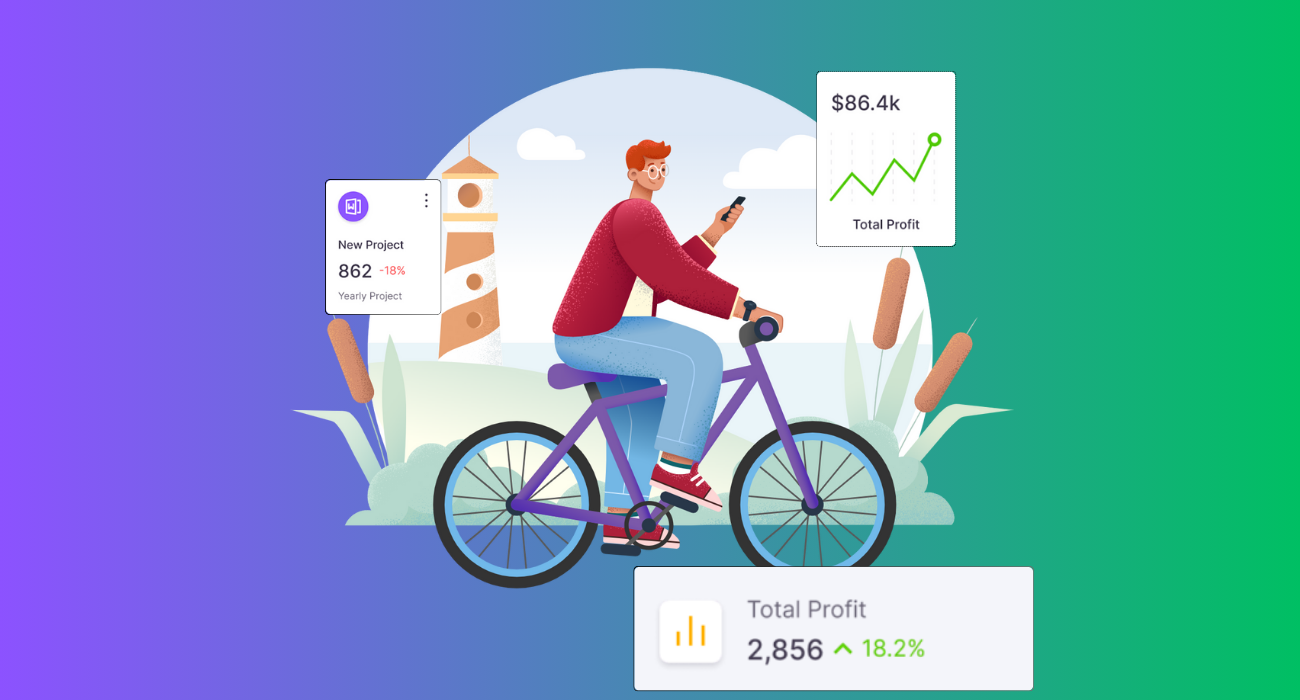 $86.4k
Total Profit
New Project
862 -18%
Yearly Project
Total Profit
2,856 18.2%